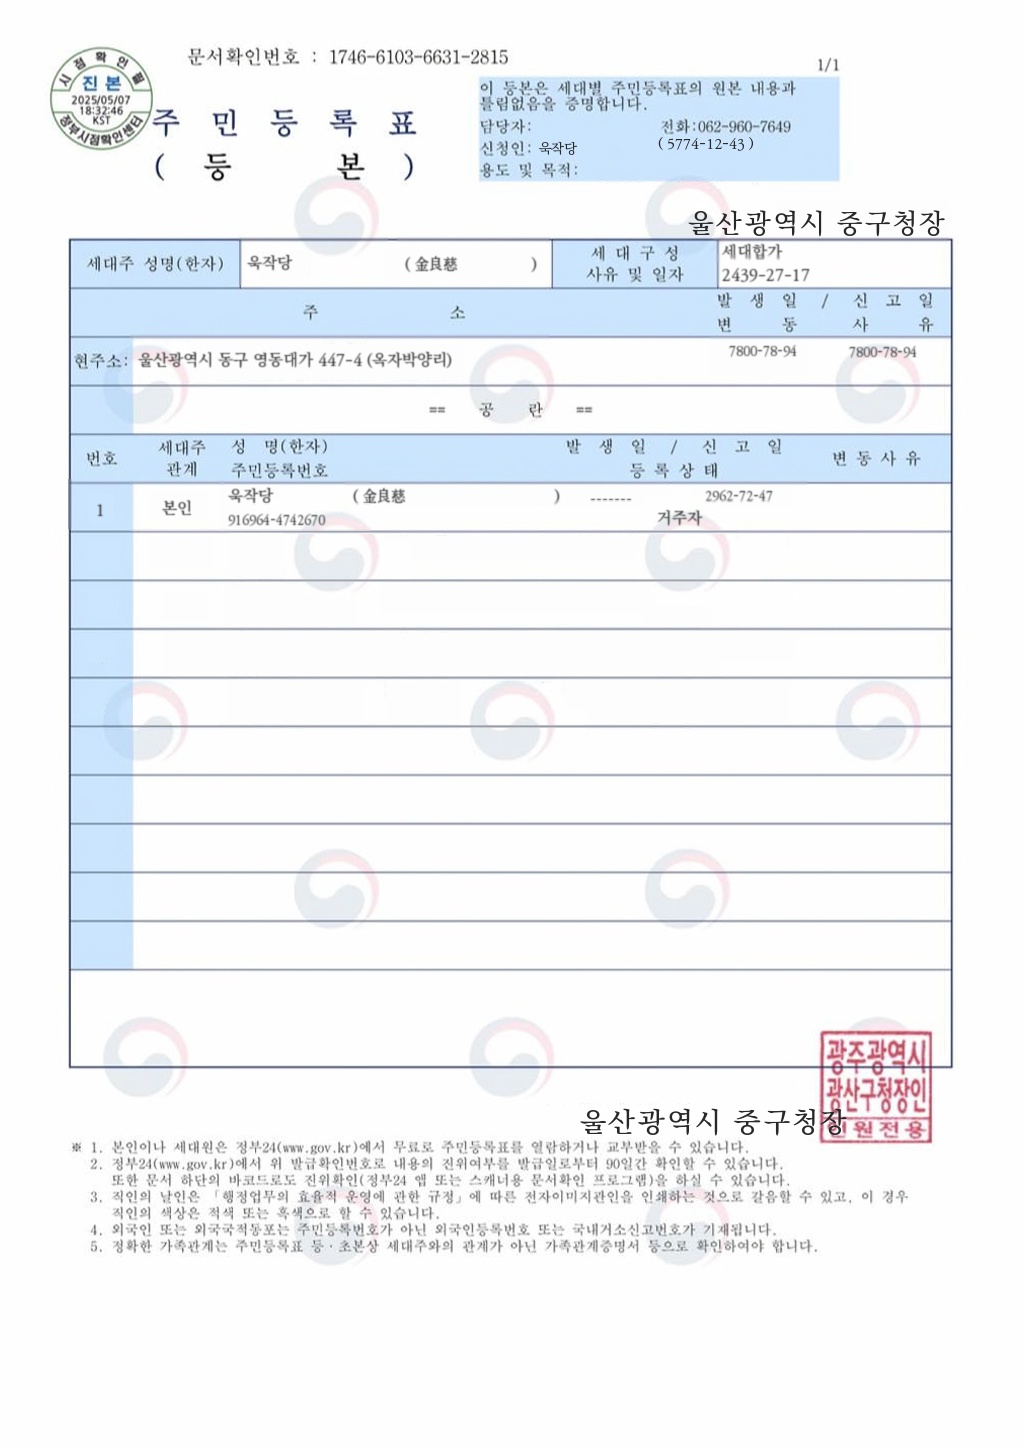 문서확인번호 : 1746-6103-6631-2815
1/1
시점확인필
진본
2025/05/07
18:32:46
KST
정부시점확인센터
주 민 등 록 표
( 등 본 )
이 등본은 세대별 주민등록표의 원본 내용과
틀림없음을 증명합니다.
담당자: 전화:062-960-7649
신청인: 욱작당 ( 5774-12-43 )
용도 및 목적:
울산광역시 중구청장
세대주 성명(한자) 욱작당 ( 金良慈 ) 세 대 구 성 세대합가
사유 및 일자 2439-27-17
주 소 발 생 일 / 신 고 일
변 동 사 유
현주소: 울산광역시 동구 영동대가 447-4 (옥자박양리) 7800-78-94 7800-78-94
== 공 란 ==
번호 세대주 성 명(한자) 발 생 일 / 신 고 일 변 동 사 유
관계 주민등록번호 등 록 상 태
1 본인 욱작당 ( 金良慈 ) ------- 2962-72-47
916964-4742670 거주자
광주광역시
광산구청장인
민원전용
울산광역시 중구청장
※ 1. 본인이나 세대원은 정부24(www.gov.kr)에서 무료로 주민등록표를 열람하거나 교부받을 수 있습니다.
2. 정부24(www.gov.kr)에서 위 발급확인번호로 내용의 진위여부를 발급일로부터 90일간 확인할 수 있습니다.
또한 문서 하단의 바코드로도 진위확인(정부24 앱 또는 스캐너용 문서확인 프로그램)을 하실 수 있습니다.
3. 직인의 날인은 「행정업무의 효율적 운영에 관한 규정」에 따른 전자이미지관인을 인쇄하는 것으로 갈음할 수 있고, 이 경우
직인의 색상은 적색 또는 흑색으로 할 수 있습니다.
4. 외국인 또는 외국국적동포는 주민등록번호가 아닌 외국인등록번호 또는 국내거소신고번호가 기재됩니다.
5. 정확한 가족관계는 주민등록표 등·초본상 세대주와의 관계가 아닌 가족관계증명서 등으로 확인하여야 합니다.